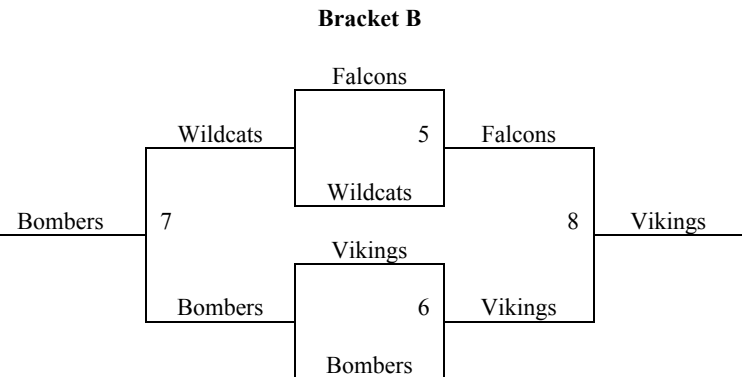 Bracket B
Falcons
Wildcats 5 Falcons
Wildcats
Bombers 7 8 Vikings
Vikings
Bombers 6 Vikings
Bombers